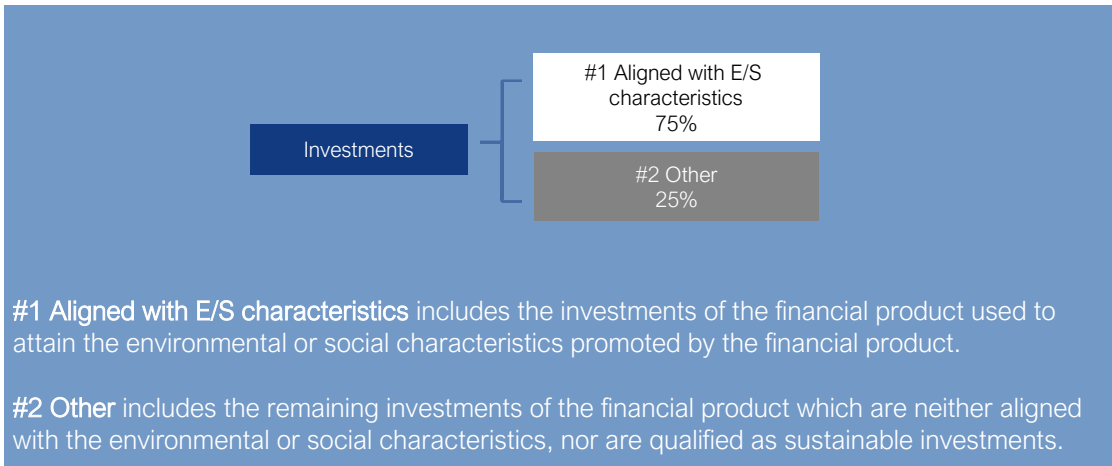 #1 Aligned with E/S
characteristics
75%
Investments
#2 Other
25%
#1 Aligned with E/S characteristics includes the investments of the financial product used to
attain the environmental or social characteristics promoted by the financial product.
#2 Other includes the remaining investments of the financial product which are neither aligned
with the environmental or social characteristics, nor are qualified as sustainable investments.